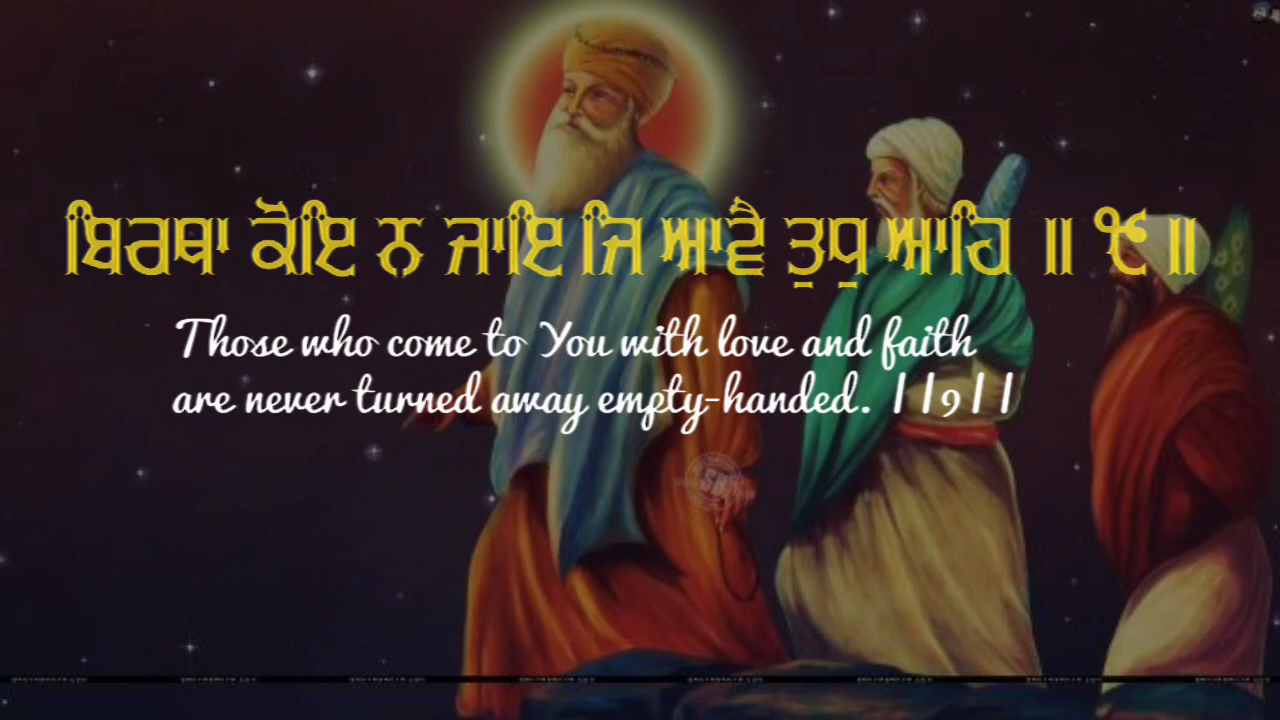 ਬਿਰਥਾ ਕੋਇ ਨ ਜਾਇ ਜਿ ਆਵੈ ਤੁਧੁ ਆਹਿ ॥੯॥
Those who come to You with love and faith
are never turned away empty-handed. ||9||